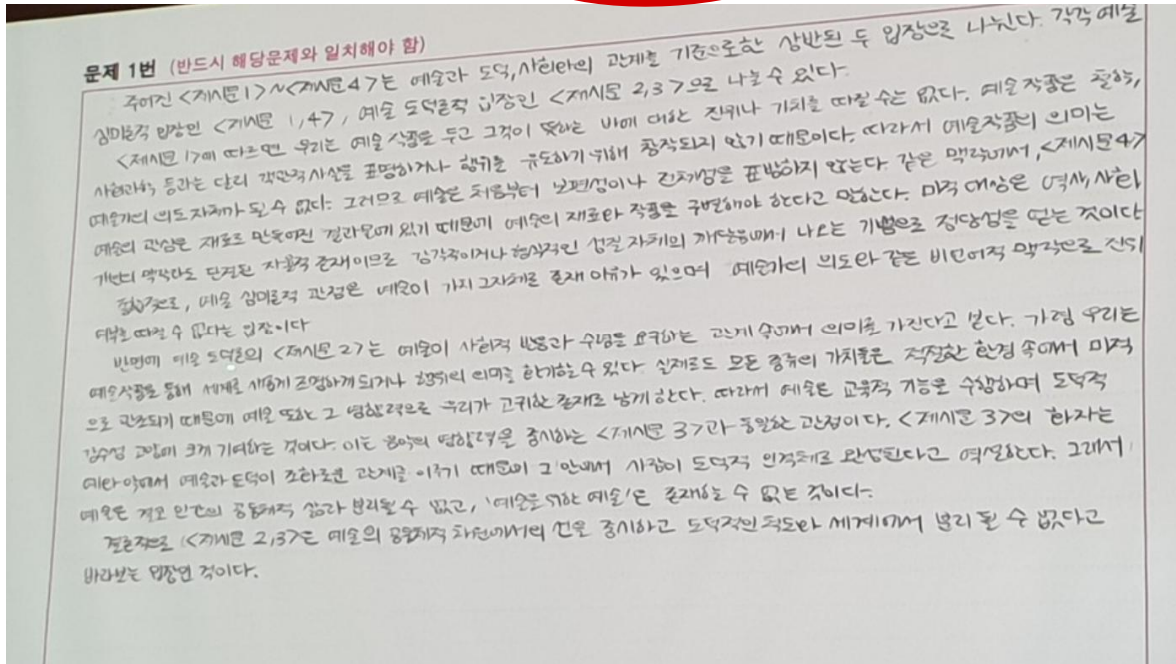 문제 1번 (반드시 해당문제와 일치해야 함)
주어진 <제시문1>~<제시문4>는 예술과 도덕, 사회와의 관계를 기준으로한 상반된 두 입장으로 나뉜다. 각각 예술
심미론적 입장인 <제시문 1,4>, 예술 도덕론적 입장인 <제시문 2,3>으로 나눌 수 있다.
<제시문 1>에 따르면 우리는 예술 작품을 두고 그것이 뜻하는 바에 대한 진위나 가치를 따질 수는 없다. 예술작품은 철학,
사회과학 등과는 달리 객관적 사실을 표명하거나 행위를 유도하기 위해 창작되지 않기 때문이다. 따라서 예술작품의 의미는
예술가의 의도 자체가 될 수 없다. 그러므로 예술은 처음부터 보편성이나 전체성을 표방하지 않는다. 같은 맥락에서, <제시문4>
예술의 관심은 재료로 만들어진 결과물에 있기 때문에 예술의 재료와 작품을 구별해야 한다고 말한다. 미적 대상은 역사, 사회
개념의 맥락과도 단절된 자율적 존재이므로 감각적이거나 형식적인 성질 자체의 깨달음에서 나오는 기쁨으로 정당성을 얻는 것이다
결론적으로, 예술 심미론적 관점은 예술이 가지 그자체로 존재 이유가 있으며 예술가의 의도와 같은 비언어적 맥락으로 진위
여부를 따질 수 없다는 입장이다
반면에 예술 도덕론의 <제시문 2>는 예술이 사회적 반응과 수념을 요구하는 관계 속에서 의미를 가진다고 본다. 가령 우리는
예술작품을 통해 세계를 새롭게 조명하게 되거나 행위의 의미를 환기할 수 있다. 실제로도 모든 종류의 가치들은 적절한 환경 속에서 미적
으로 관조되기 때문에 예술 또한 그 영향력으로 우리가 고귀한 존재로 남게 한다. 따라서 예술은 교육적 기능을 수행하며 도덕적
감수성 고양에 크게 기여하는 것이다. 이는 음악의 영향력을 중시하는 <제시문 3>과 동일한 관점이다. <제시문 3>의 화자는
예와 악에서 예술과 도덕이 조화로운 관계를 이루기 때문에 그 안에서 사람이 도덕적 인격체로 완성된다고 역설한다. 그래서
예술은 결코 인간의 공동체적 삶과 분리될 수 없고, '예술을 위한 예술'은 존재할 수 없는 것이다.
결론적으로 <제시문 2,3>은 예술의 공동체적 차원에서의 선을 중시하고 도덕적인 척도와 세계에서 분리 될 수 없다고
바라보는 입장인 것이다.